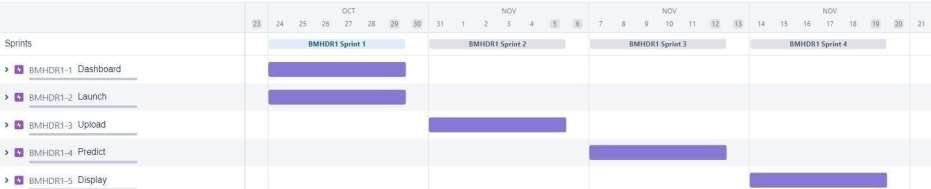 OCT NOV NOV NOV
23 24 25 26 27 28 29 30 31 1 2 3 4 5 6 7 8 9 10 11 12 13 14 15 16 17 18 19 20 21
Sprints BMHDR1 Sprint 1 BMHDR1 Sprint 2 BMHDR1 Sprint 3 BMHDR1 Sprint 4
BMHDR1-1 Dashboard
BMHDR1-2 Launch
BMHDR1-3 Upload
BMHDR1-4 Predict
BMHDR1-5 Display